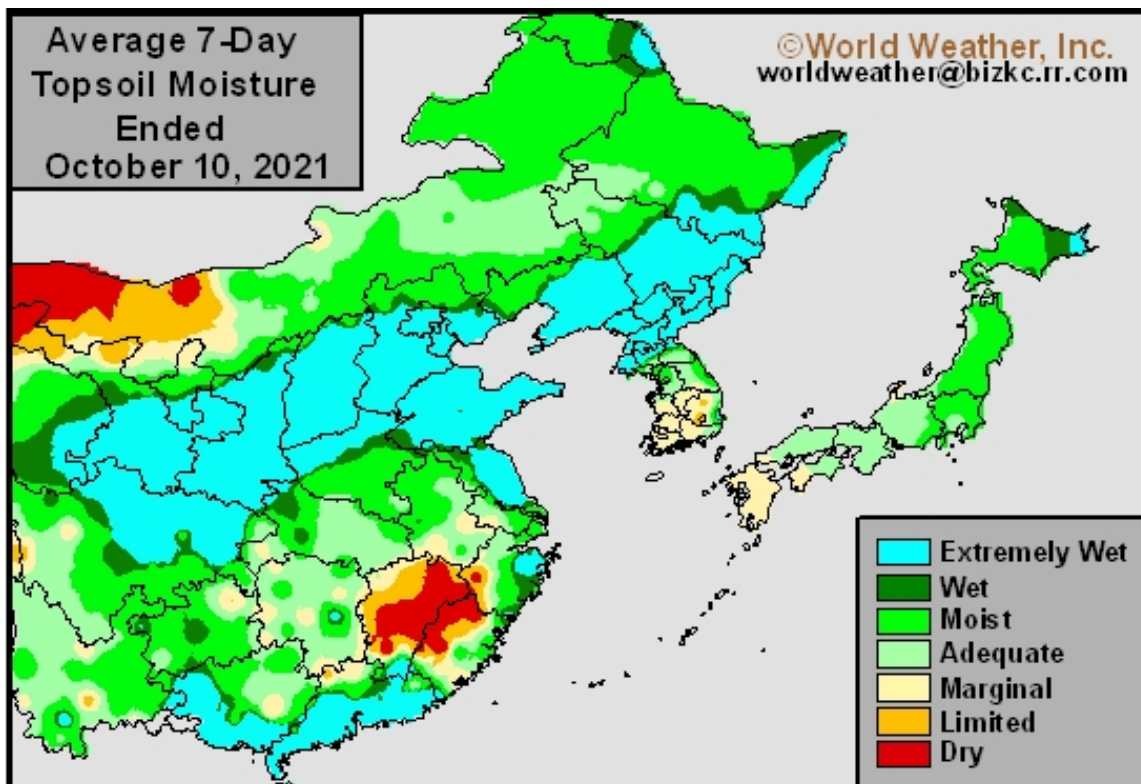 Average 7-Day
Topsoil Moisture
Ended
October 10, 2021
©World Weather, Inc.
worldweather@bizkc.rr.com
Extremely Wet
Wet
Moist
Adequate
Marginal
Limited
Dry